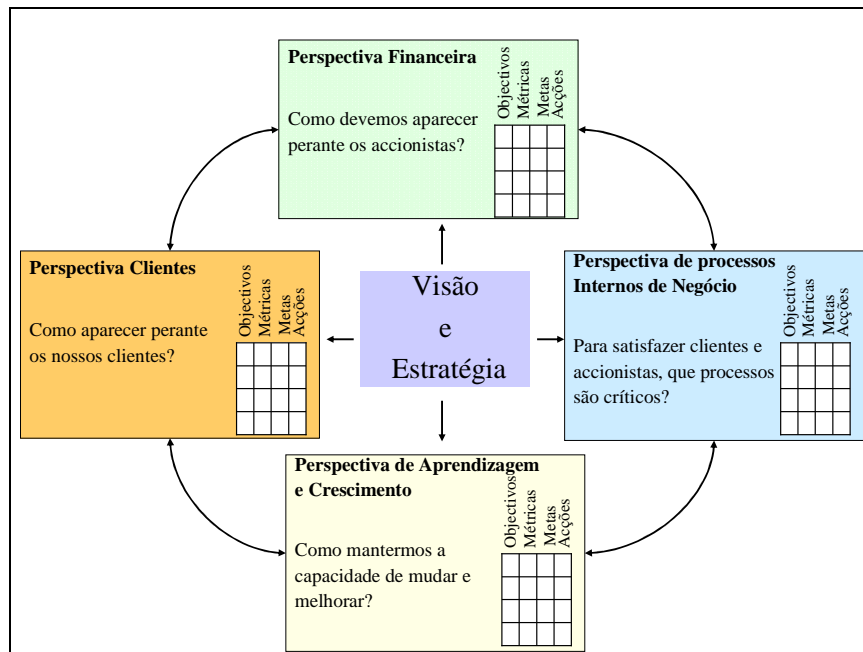 Perspectiva Financeira
Como devemos aparecer
perante os accionistas?
Objectivos
Métricas
Metas
Acções
Perspectiva Clientes
Como aparecer perante
os nossos clientes?
Objectivos
Métricas
Metas
Acções
Visão
e
Estratégia
Perspectiva de processos
Internos de Negócio
Para satisfazer clientes e
accionistas, que processos
são críticos?
Objectivos
Métricas
Metas
Acções
Perspectiva de Aprendizagem
e Crescimento
Como mantermos a
capacidade de mudar e
melhorar?
Objectivos
Métricas
Metas
Acções